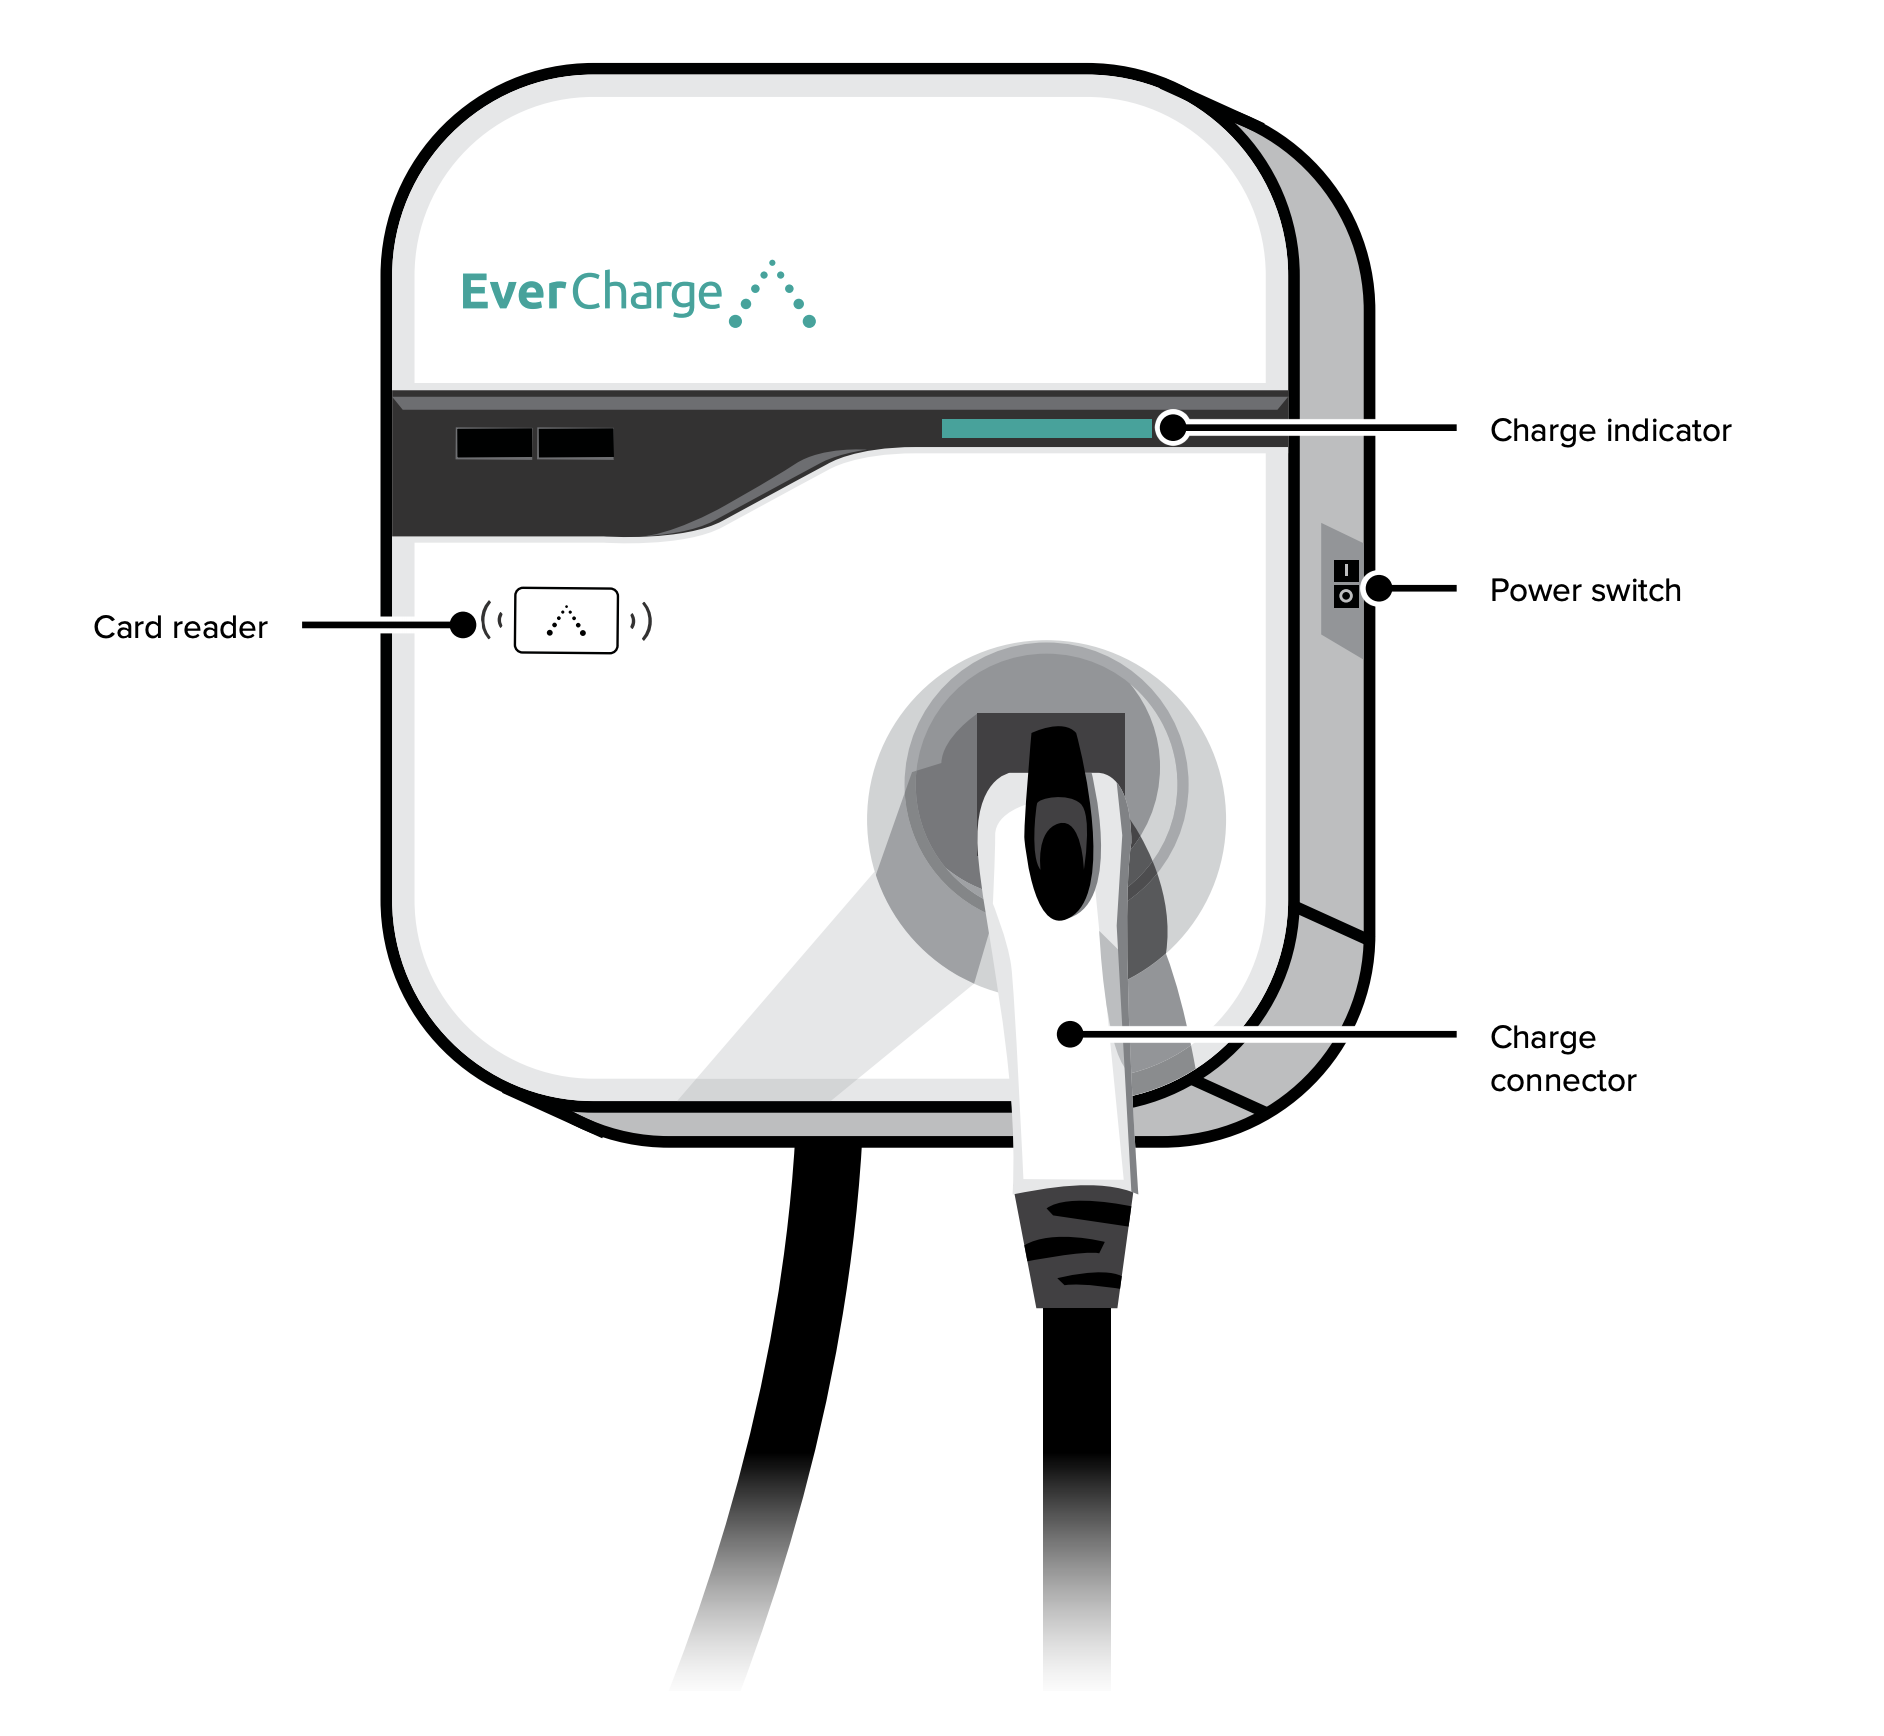 EverCharge
Charge indicator
Power switch
Card reader
Charge
connector